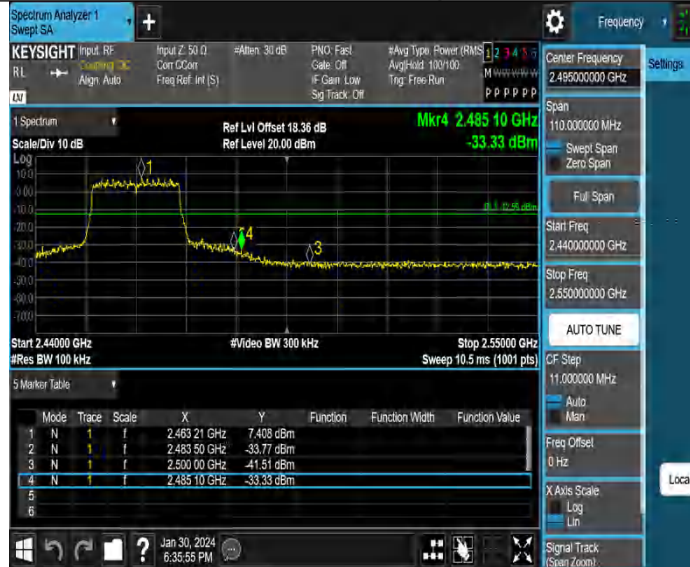 Spectrum Analyzer 1
Swept SA
+
Frequency
KEYSIGHT Input: RF Input Z: 50 Ω #Atten: 30 dB PNO: Fast #Avg Type: Power (RMS 1 2 3 4 5 6
RL Coupling: DC Corr CCorr Gate: Off Avg|Hold: 100/100 M W W W W W
Align: Auto Freq Ref: Int (S) IF Gain: Low Trig: Free Run P P P P P P
Sig Track: Off
LXI
Center Frequency
2.495000000 GHz
Settings
Span
110.000000 MHz
Swept Span
Zero Span
Full Span
Start Freq
2.440000000 GHz
Stop Freq
2.550000000 GHz
AUTO TUNE
CF Step
11.000000 MHz
Auto
Man
Freq Offset
0 Hz
X Axis Scale
Log
Lin
Signal Track
(Span Zoom)
Local
1 Spectrum
Ref Lvl Offset 18.36 dB Mkr4 2.485 10 GHz
Scale/Div 10 dB Ref Level 20.00 dBm -33.33 dBm
Log
10.0
0.00
-10.0
-20.0
-30.0
-40.0
-50.0
-60.0
-70.0
1
4
3
DL1 -12.95 dBm
Start 2.44000 GHz #Video BW 300 kHz Stop 2.55000 GHz
#Res BW 100 kHz Sweep 10.5 ms (1001 pts)
5 Marker Table
Mode Trace Scale X Y Function Function Width Function Value
1 N 1 f 2.463 21 GHz 7.408 dBm
2 N 1 f 2.483 50 GHz -33.77 dBm
3 N 1 f 2.500 00 GHz -41.51 dBm
4 N 1 f 2.485 10 GHz -33.33 dBm
5
6
? Jan 30, 2024
6:35:55 PM